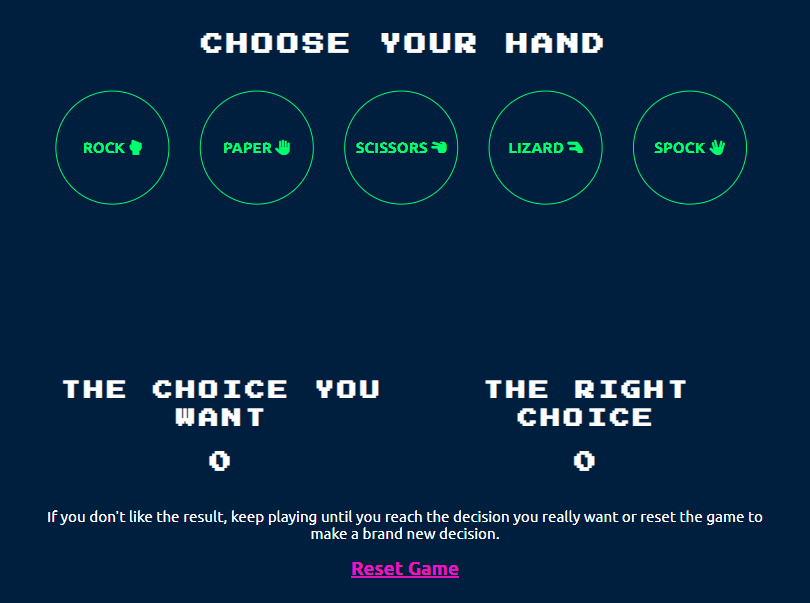 CHOOSE YOUR HAND
ROCK
PAPER
SCISSORS
LIZARD
SPOCK
THE CHOICE YOU
WANT
0
THE RIGHT
CHOICE
0
If you don't like the result, keep playing until you reach the decision you really want or reset the game to
make a brand new decision.
Reset Game